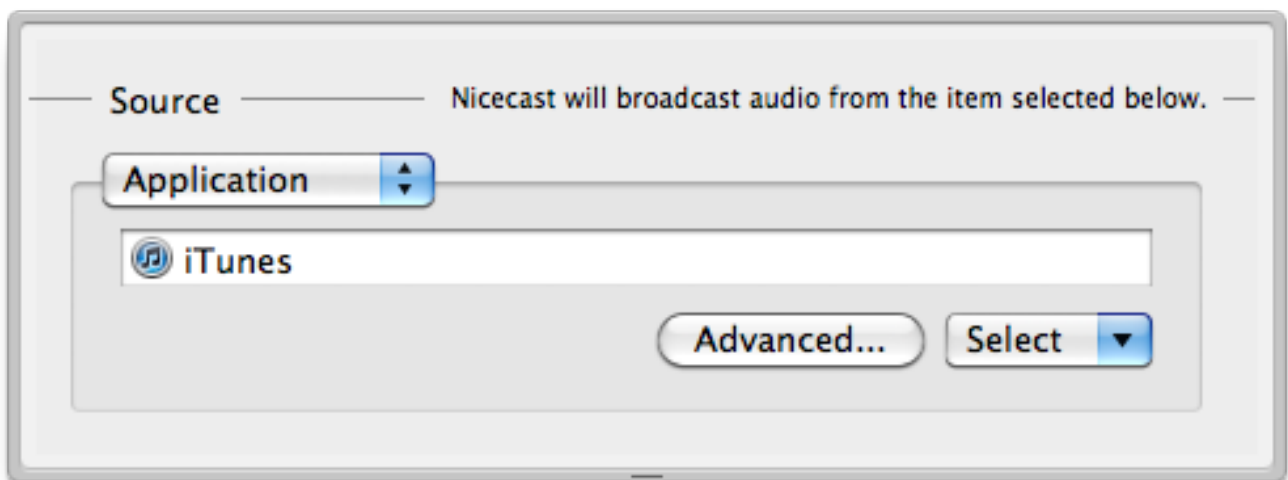 Source
Nicecast will broadcast audio from the item selected below.
Application
iTunes
Advanced...
Select